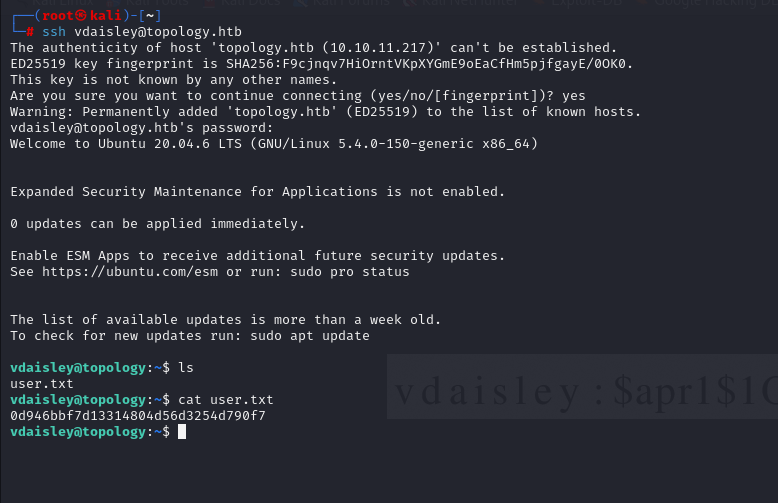 ┌──(root㉿kali)-[~]
└─# ssh vdaisley@topology.htb
The authenticity of host 'topology.htb (10.10.11.217)' can't be established.
ED25519 key fingerprint is SHA256:F9cjnqv7HiOrntVKpXYGmE9oEaCfHm5pjfgayE/0OK0.
This key is not known by any other names.
Are you sure you want to continue connecting (yes/no/[fingerprint])? yes
Warning: Permanently added 'topology.htb' (ED25519) to the list of known hosts.
vdaisley@topology.htb's password:
Welcome to Ubuntu 20.04.6 LTS (GNU/Linux 5.4.0-150-generic x86_64)
Expanded Security Maintenance for Applications is not enabled.
0 updates can be applied immediately.
Enable ESM Apps to receive additional future security updates.
See https://ubuntu.com/esm or run: sudo pro status
The list of available updates is more than a week old.
To check for new updates run: sudo apt update
vdaisley@topology:~$ ls
user.txt
vdaisley@topology:~$ cat user.txt
0d946bbf7d13314804d56d3254d790f7
vdaisley@topology:~$
vdaisley:$apr1$1